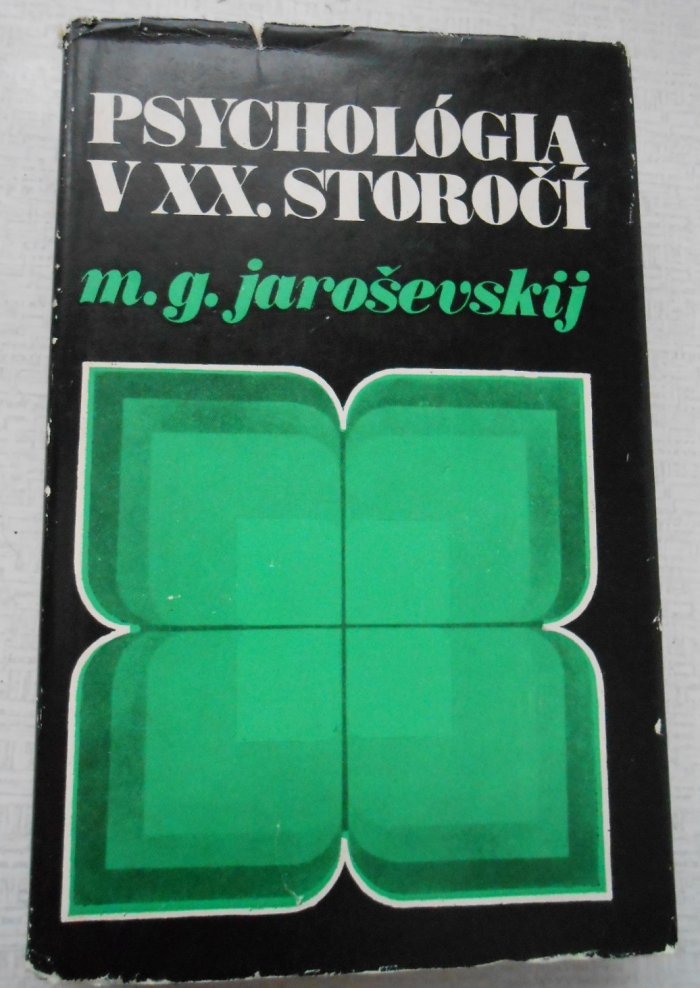 PSYCHOLÓGIA
V XX. STOROČÍ
m. g. jaroševskij